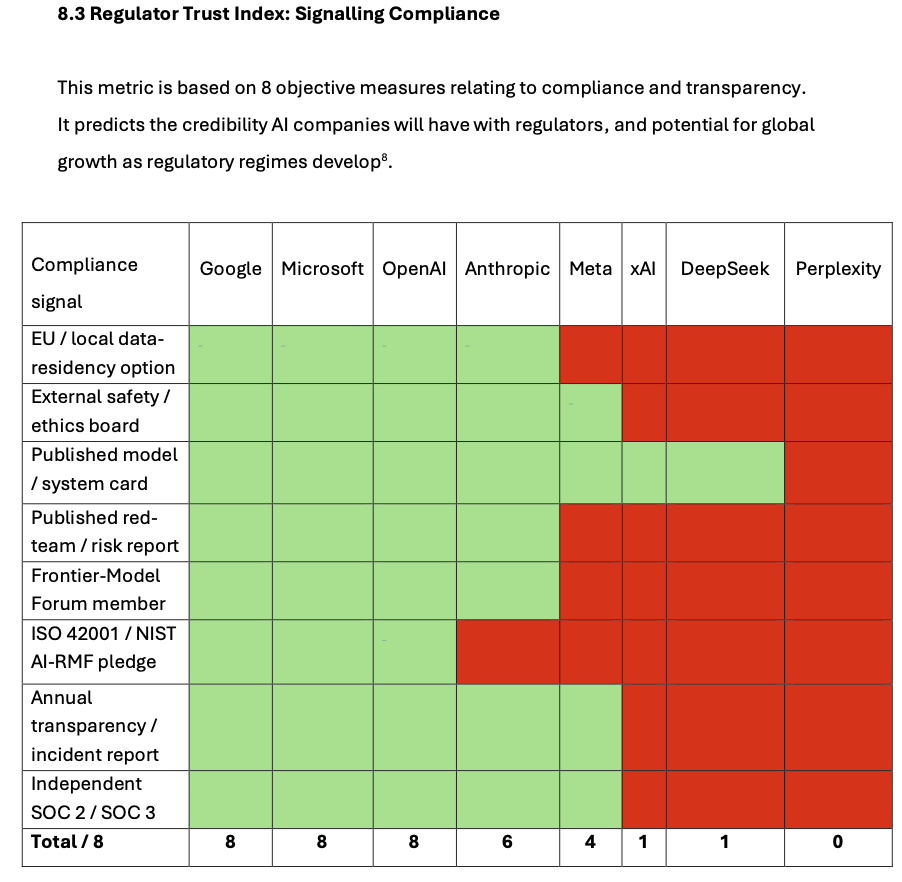 8.3 Regulator Trust Index: Signalling Compliance
This metric is based on 8 objective measures relating to compliance and transparency.
It predicts the credibility AI companies will have with regulators, and potential for global
growth as regulatory regimes develop⁸.
Compliance
signal
Google Microsoft OpenAI Anthropic Meta xAI DeepSeek Perplexity
EU / local data-
residency option
External safety /
ethics board
Published model
/ system card
Published red-
team / risk report
Frontier-Model
Forum member
ISO 42001 / NIST
AI-RMF pledge
Annual
transparency /
incident report
Independent
SOC 2 / SOC 3
Total / 8 8 8 8 6 4 1 1 0